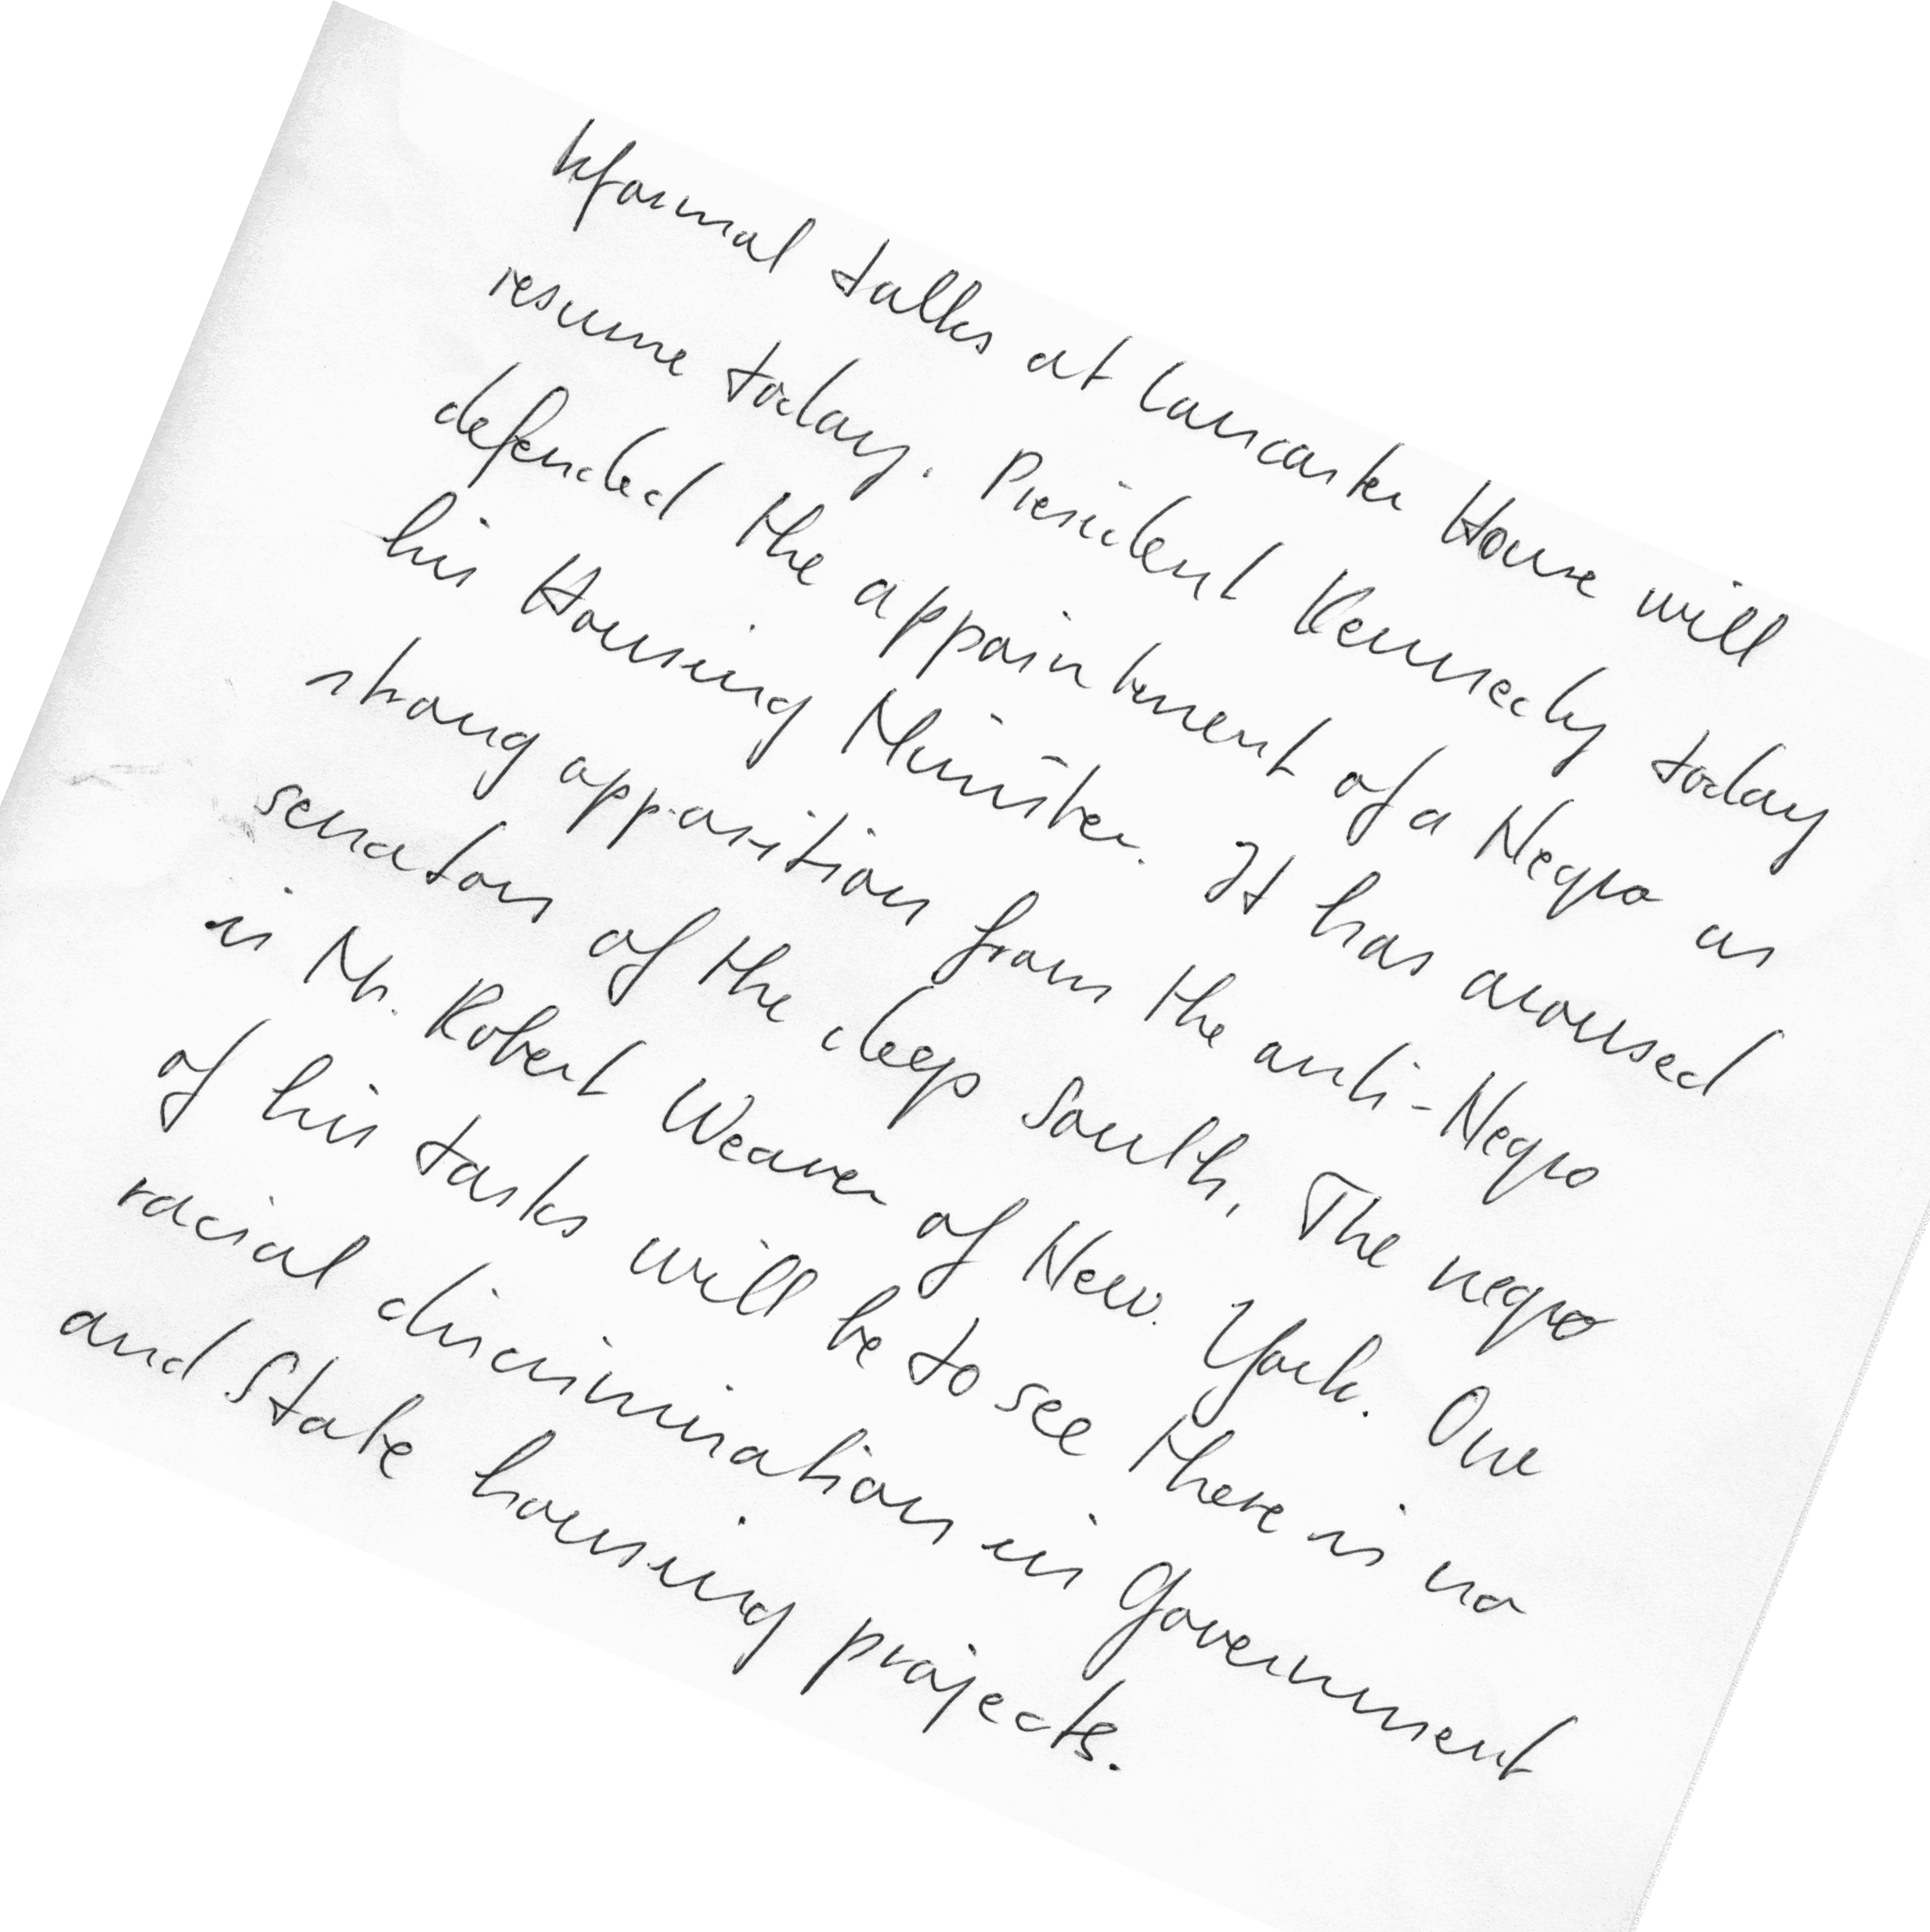 Informal talks at Lancaster House will
resume today. President Kennedy today
defended the appointment of a Negro as
his Housing Minister. It has aroused
strong opposition from the anti-Negro
senators of the deep South. The negro
is Mr. Robert Weaver of New York. One
of his tasks will be to see there is no
racial discrimination in Government
and State housing projects.